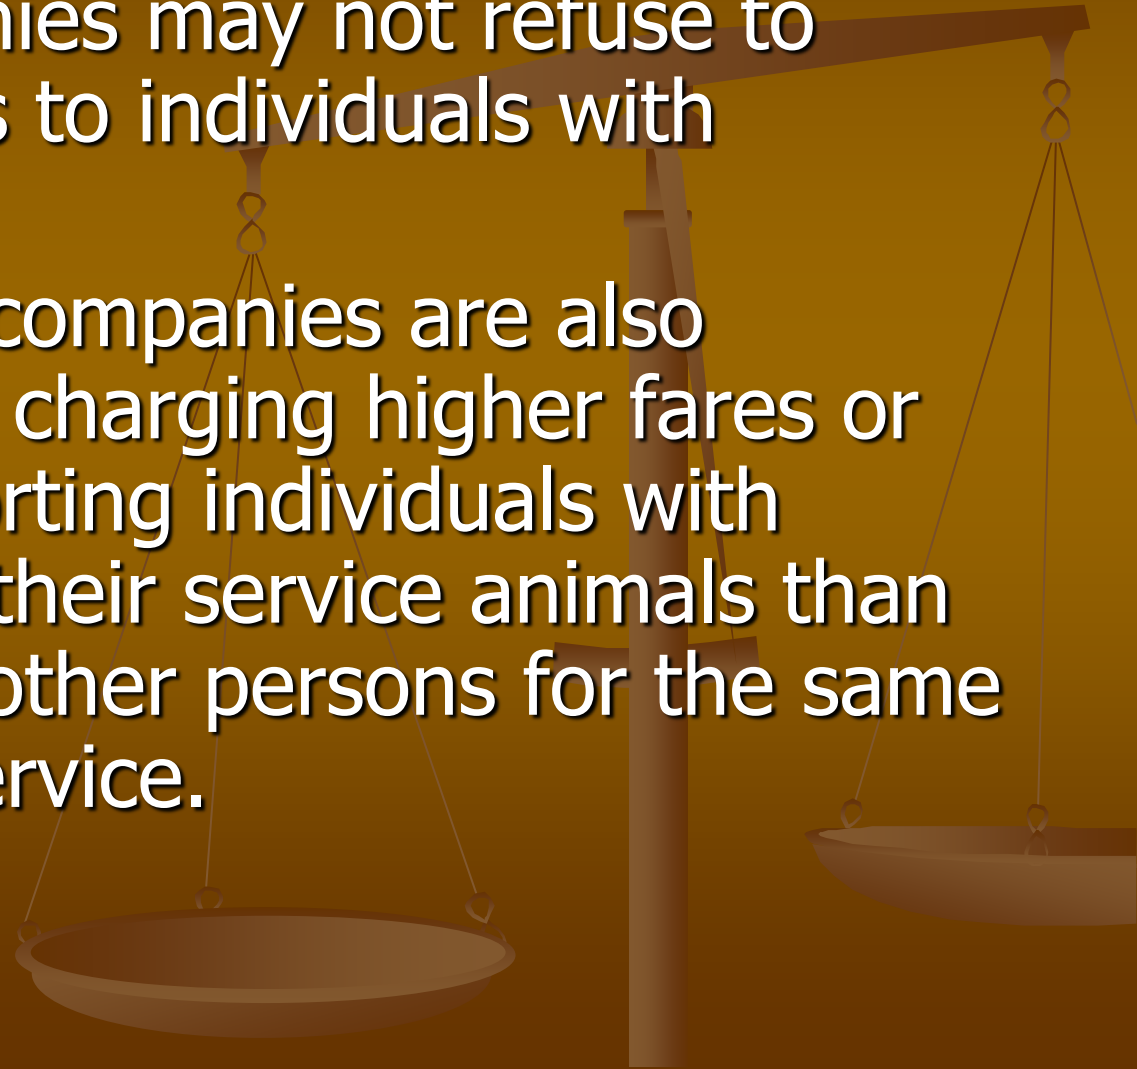 nies may not refuse to
s to individuals with
companies are also
charging higher fares or
rting individuals with
their service animals than
other persons for the same
ervice.